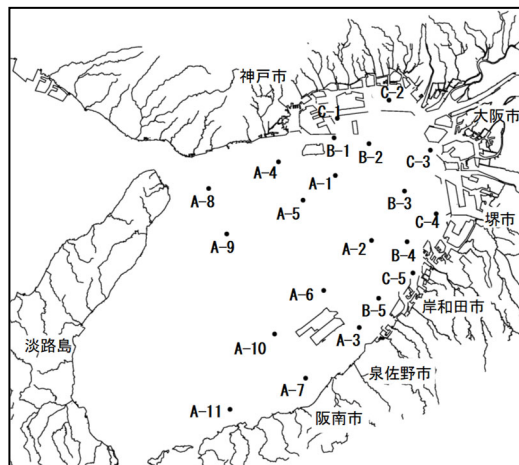 神戸市
C-2
C-1
大阪市
B-1
B-2
C-3
A-4
A-1
A-8
A-5
B-3
C-4
堺市
A-9
A-2
B-4
C-5
A-6
B-5
岸和田市
A-3
淡路島
A-10
泉佐野市
A-7
A-11
阪南市